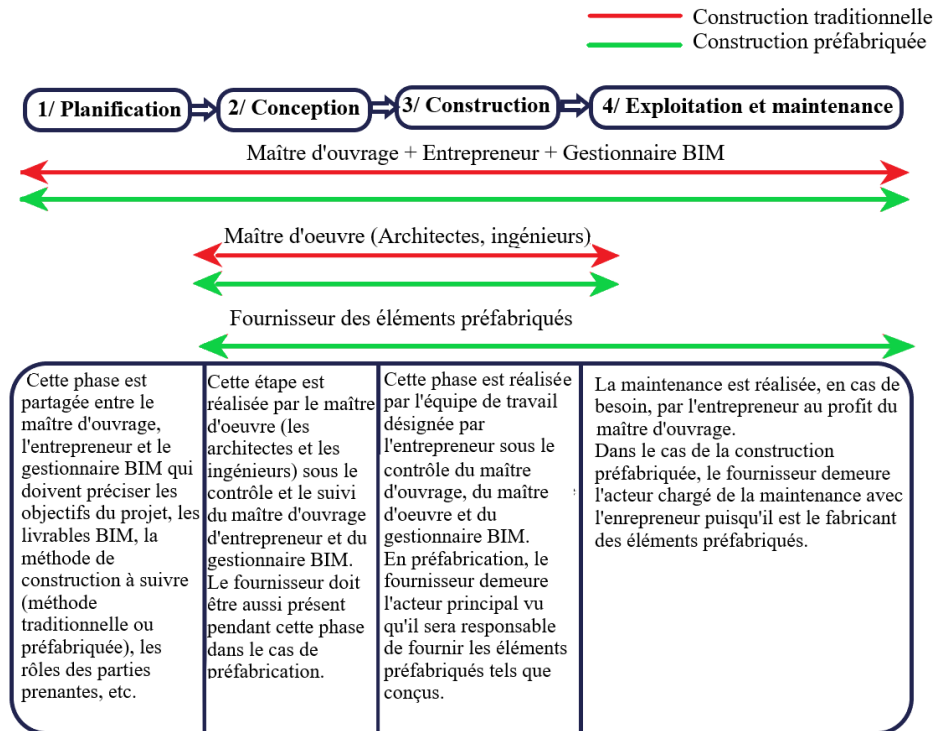 Construction traditionnelle
Construction préfabriquée
1/ Planification
2/ Conception
3/ Construction
4/ Exploitation et maintenance
Maître d'ouvrage + Entrepreneur + Gestionnaire BIM
Maître d'oeuvre (Architectes, ingénieurs)
Fournisseur des éléments préfabriqués
Cette phase est
partagée entre le
maître d'ouvrage,
l'entrepreneur et le
gestionnaire BIM qui
doivent préciser les
objectifs du projet, les
livrables BIM, la
méthode de
construction à suivre
(méthode
traditionnelle ou
préfabriquée), les
rôles des parties
prenantes, etc.
Cette étape est
réalisée par le maître
d'oeuvre (les
architectes et les
ingénieurs) sous le
contrôle et le suivi
du maître d'ouvrage
d'entrepreneur et du
gestionnaire BIM.
Le fournisseur doit
être aussi présent
pendant cette phase
dans le cas de
préfabrication.
Cette phase est réalisée
par l'équipe de travail
désignée par
l'entrepreneur sous le
contrôle du maître
d'ouvrage, du maître
d'oeuvre et du
gestionnaire BIM.
En préfabrication, le
fournisseur demeure
l'acteur principal vu
qu'il sera responsable
de fournir les éléments
préfabriqués tels que
conçus.
La maintenance est réalisée, en cas de
besoin, par l'entrepreneur au profit du
maître d'ouvrage.
Dans le cas de la construction
préfabriquée, le fournisseur demeure
l'acteur chargé de la maintenance avec
l'enrepreneur puisqu'il est le fabricant
des éléments préfabriqués.